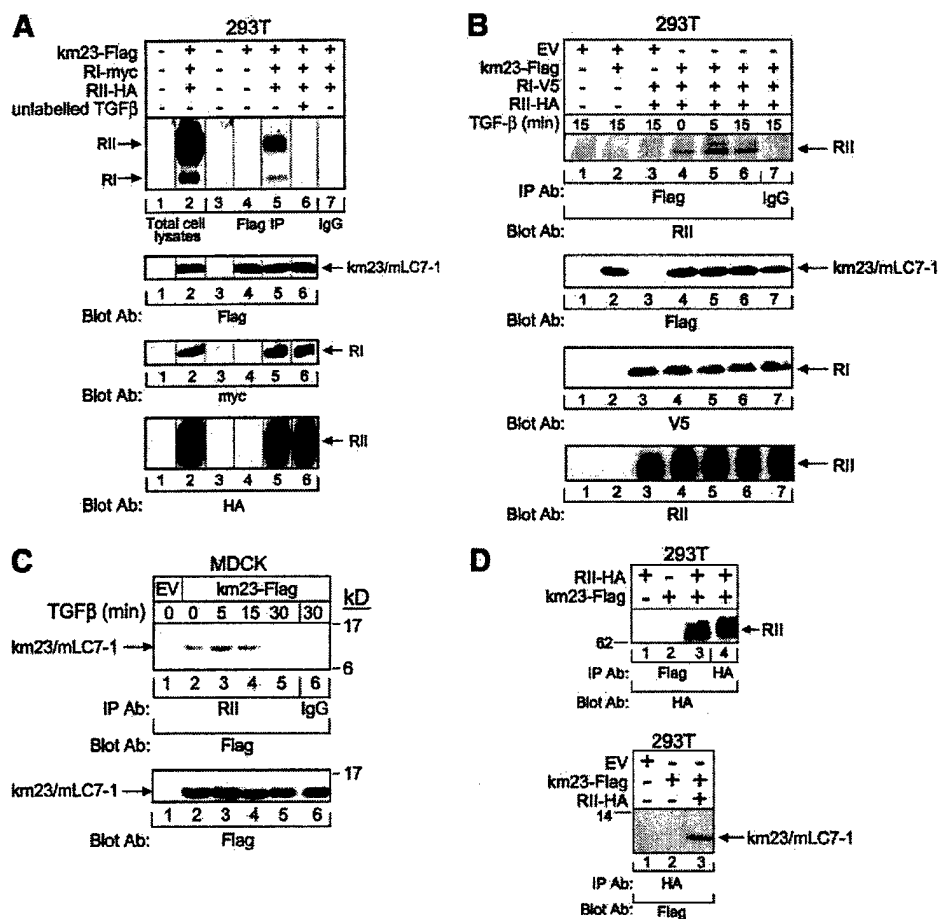 A
293T
km23-Flag - + - + + + +
RI-myc - + - - + + +
RII-HA - + - - + + +
unlabelled TGFβ - - - - - + -
RII
RI
1 2 3 4 5 6 7
Total cell lysates Flag IP IgG
km23/mLC7-1
1 2 3 4 5 6
Blot Ab: Flag
RI
1 2 3 4 5 6
Blot Ab: myc
RII
1 2 3 4 5 6
Blot Ab: HA
B
293T
EV + + + - - - -
km23-Flag - + - + + + +
RI-V5 - - + + + + +
RII-HA - - + + + + +
TGF-β (min) 15 15 15 0 5 15 15
RII
1 2 3 4 5 6 7
IP Ab: Flag IgG
Blot Ab: RII
km23/mLC7-1
1 2 3 4 5 6 7
Blot Ab: Flag
RI
1 2 3 4 5 6 7
Blot Ab: V5
RII
1 2 3 4 5 6 7
Blot Ab: RII
C
MDCK
EV km23-Flag kD
TGFβ (min) 0 0 5 15 30 30
17
km23/mLC7-1
6
1 2 3 4 5 6
IP Ab: RII IgG
Blot Ab: Flag
17
km23/mLC7-1
1 2 3 4 5 6
Blot Ab: Flag
D
293T
RII-HA + - + +
km23-Flag - + + +
RII
62
1 2 3 4
IP Ab: Flag HA
Blot Ab: HA
293T
EV + - -
km23-Flag - + +
RII-HA - - +
14
km23/mLC7-1
1 2 3
IP Ab: HA
Blot Ab: Flag